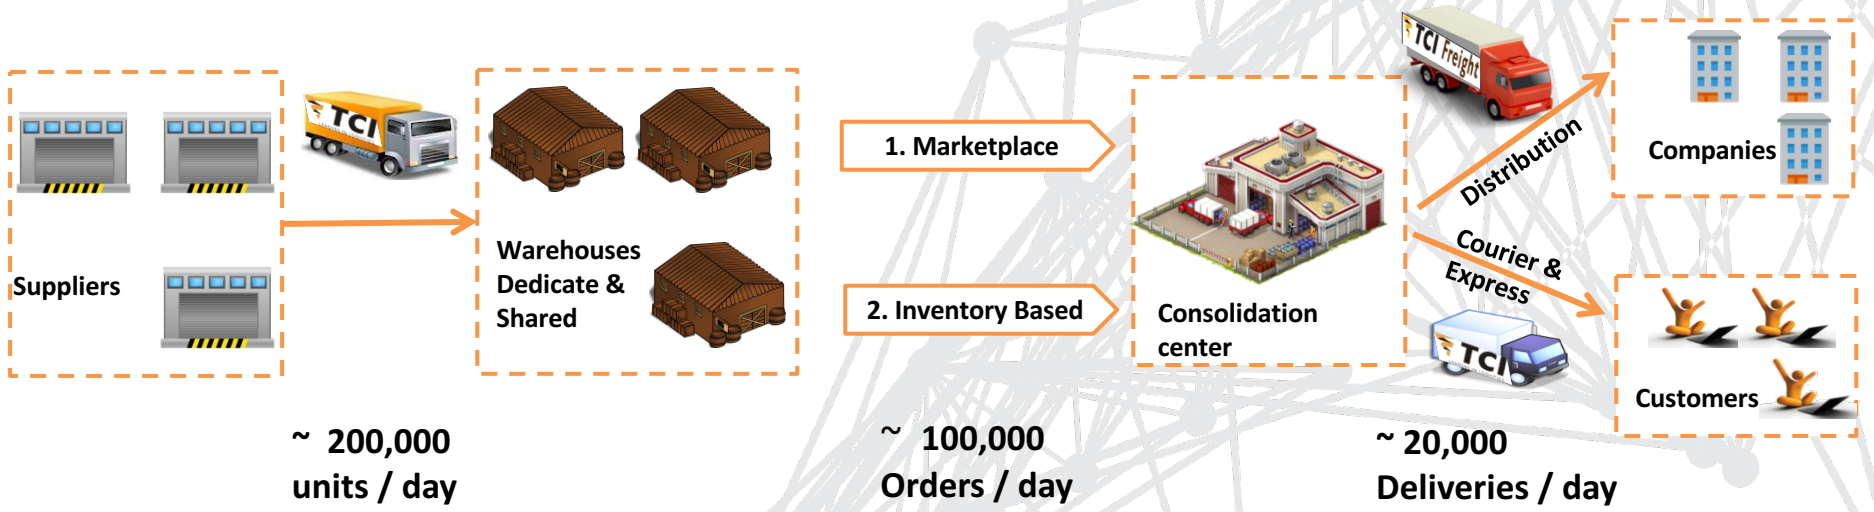 Suppliers
TCI
Warehouses
Dedicate &
Shared
1. Marketplace
2. Inventory Based
Consolidation
center
TCI Freight
Distribution
Courier &
Express
TCI
Companies
Customers
~ 200,000
units / day
~ 100,000
Orders / day
~ 20,000
Deliveries / day